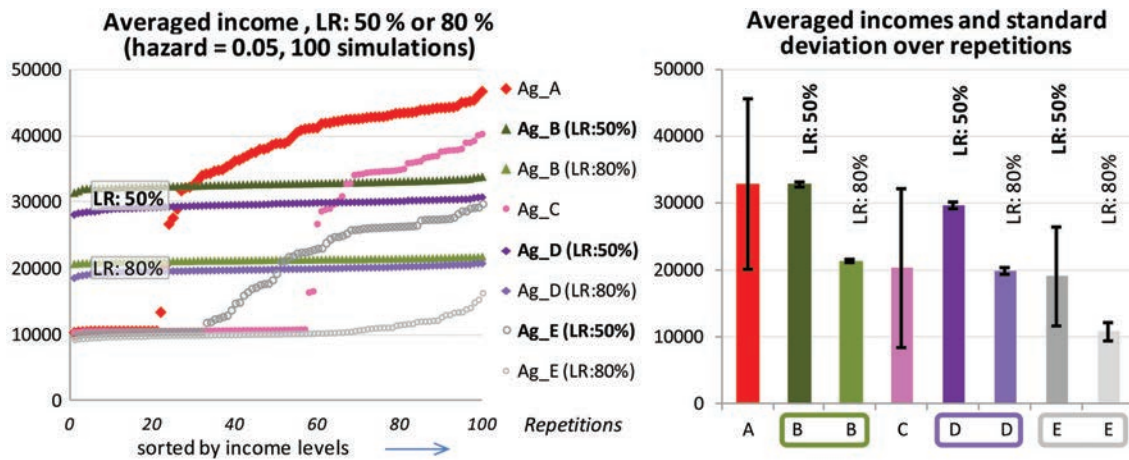 Averaged income , LR: 50 % or 80 %
(hazard = 0.05, 100 simulations)
50000
40000
30000
20000
10000
0
LR: 50%
LR: 80%
0
20
40
60
80
100
sorted by income levels
Repetitions
Ag_A
Ag_B (LR:50%)
Ag_B (LR:80%)
Ag_C
Ag_D (LR:50%)
Ag_D (LR:80%)
Ag_E (LR:50%)
Ag_E (LR:80%)
Averaged incomes and standard
deviation over repetitions
50000
40000
30000
20000
10000
0
LR: 50%
LR: 80%
LR: 50%
LR: 80%
LR: 50%
LR: 80%
A
B
B
C
D
D
E
E